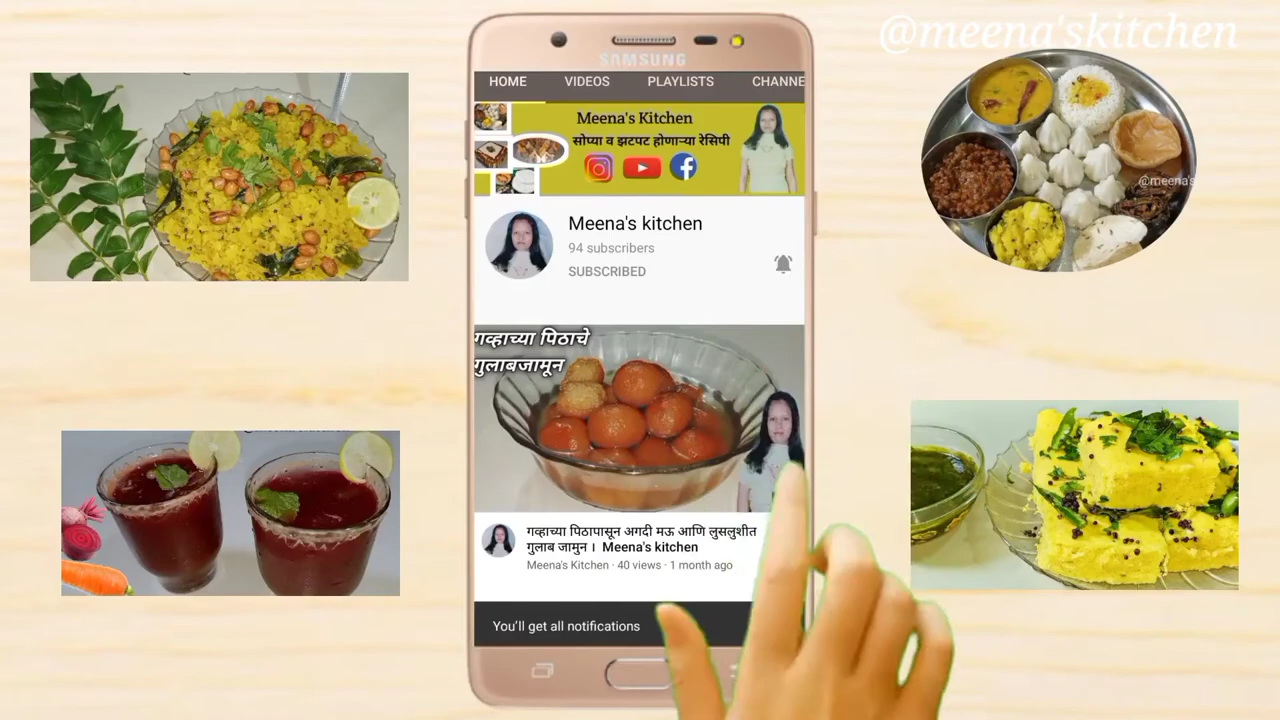 @meena'skitchen
SAMSUNG
HOME VIDEOS PLAYLISTS CHANNE
Meena's Kitchen
सोप्या व झटपट होणाऱ्या रेसिपी
Meena's kitchen
94 subscribers
SUBSCRIBED
@meena's
गव्हाच्या पिठाचे
गुलाबजामून
गव्हाच्या पिठापासून अगदी मऊ आणि लुसलुशीत
गुलाब जामुन । Meena's kitchen
Meena's Kitchen · 40 views · 1 month ago
You'll get all notifications